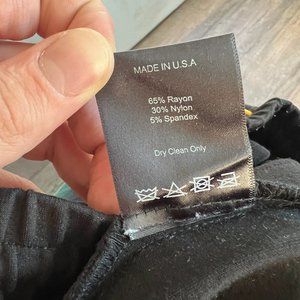 MADE IN U.S.A
65% Rayon
30% Nylon
5% Spandex
Dry Clean Only